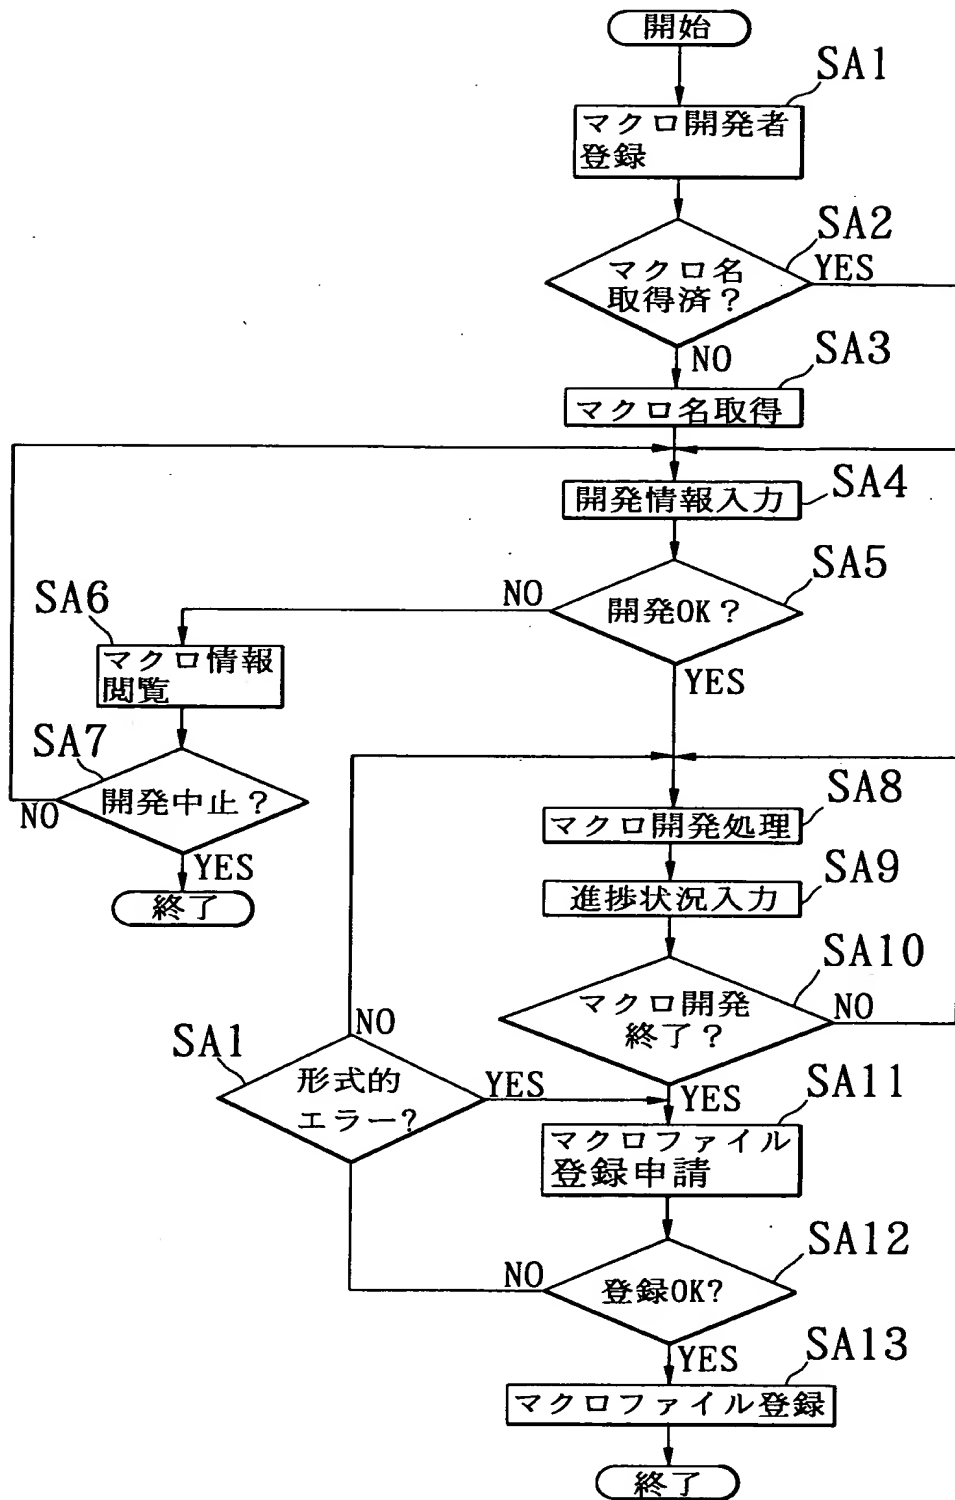 開始
SA1
マクロ開発者
登録
SA2
マクロ名
取得済？
YES
NO
SA3
マクロ名取得
SA4
開発情報入力
SA5
開発OK？
NO
YES
SA6
マクロ情報
閲覧
SA7
開発中止？
NO
YES
終了
SA8
マクロ開発処理
SA9
進捗状況入力
SA10
マクロ開発
終了？
NO
YES
SA1
形式的
エラー?
NO
YES
SA11
マクロファイル
登録申請
SA12
登録OK?
NO
YES
SA13
マクロファイル登録
終了